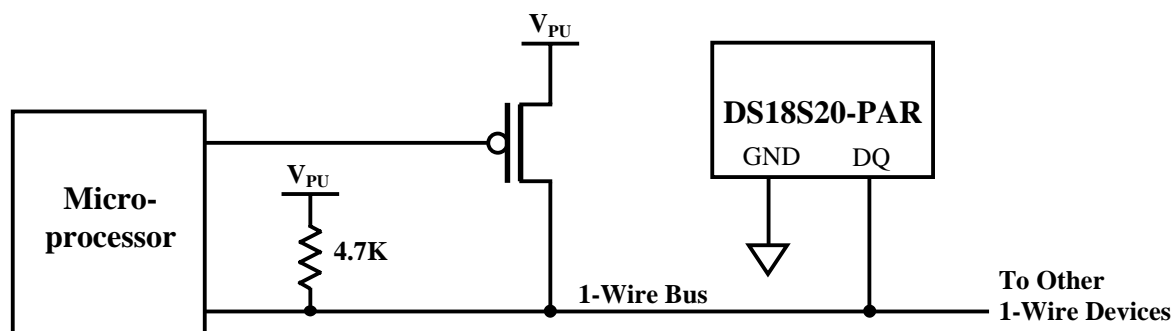 V_PU
DS18S20-PAR
GND DQ
Micro-
processor
V_PU
4.7K
1-Wire Bus
To Other
1-Wire Devices